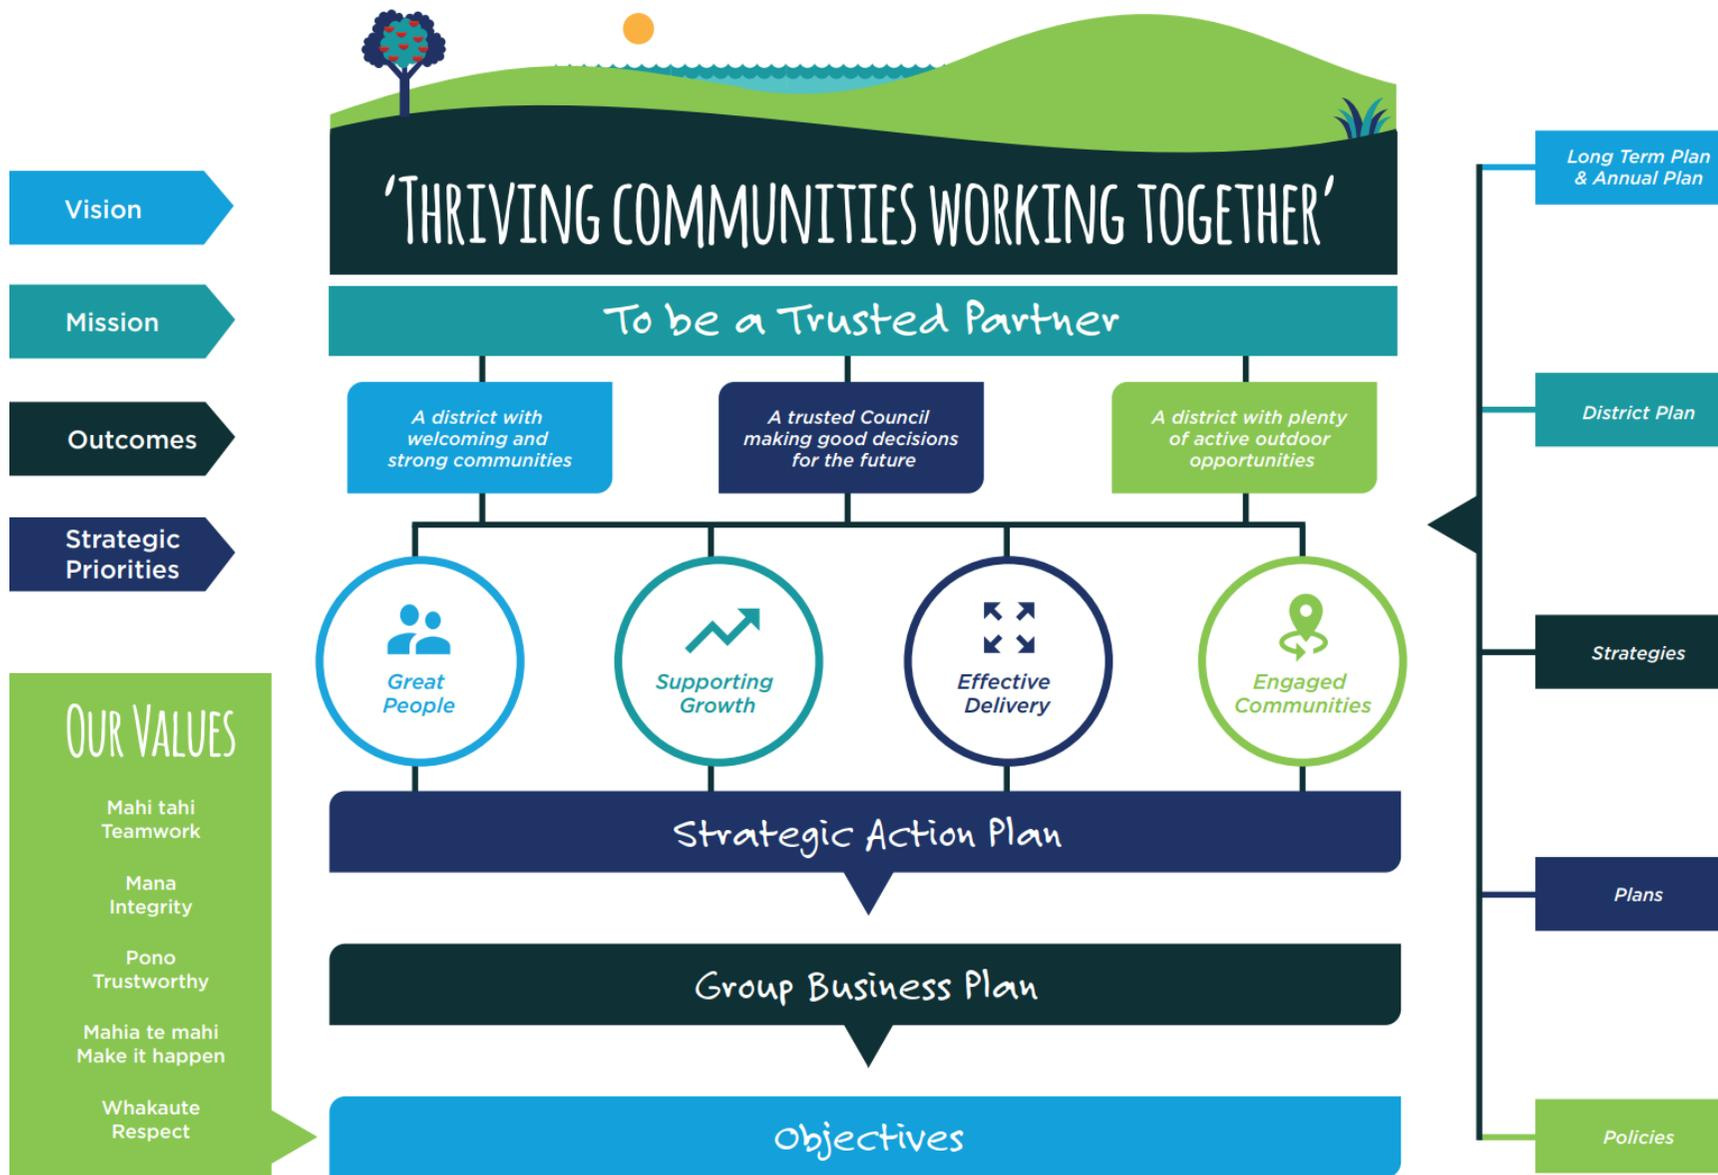 Vision
'THRIVING COMMUNITIES WORKING TOGETHER'
Mission
To be a Trusted Partner
Outcomes
A district with
welcoming and
strong communities
A trusted Council
making good decisions
for the future
A district with plenty
of active outdoor
opportunities
Strategic
Priorities
Great
People
Supporting
Growth
Effective
Delivery
Engaged
Communities
Strategic Action Plan
Group Business Plan
Objectives
OUR VALUES
Mahi tahi
Teamwork
Mana
Integrity
Pono
Trustworthy
Mahia te mahi
Make it happen
Whakaute
Respect
Long Term Plan
& Annual Plan
District Plan
Strategies
Plans
Policies